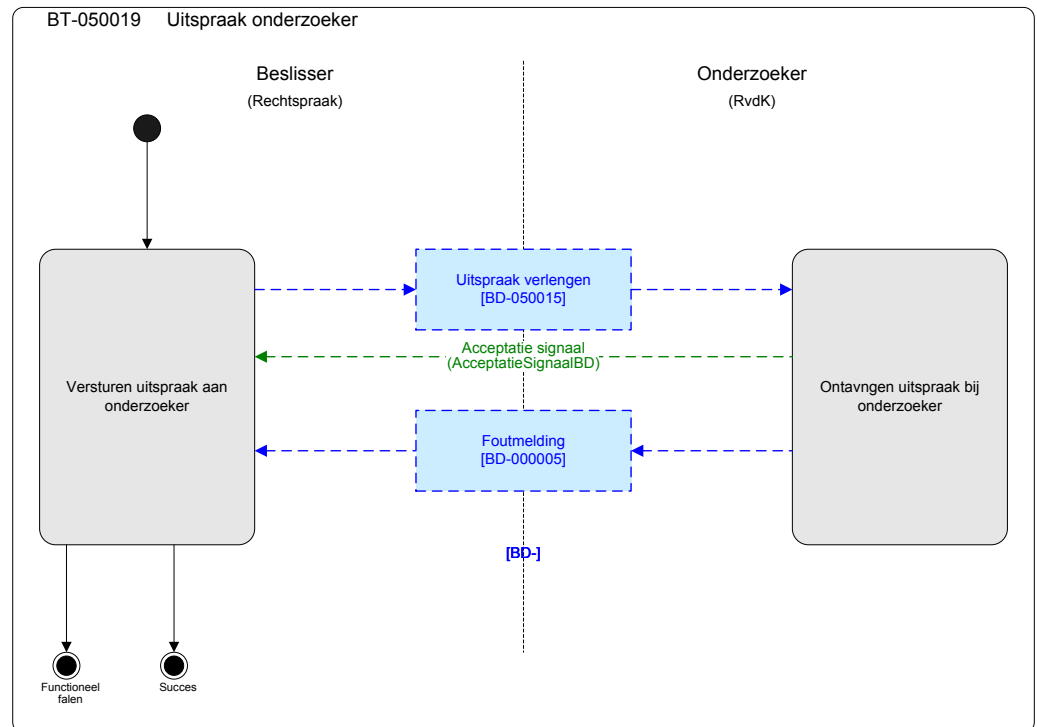 BT-050019 Uitspraak onderzoeker
Beslisser
(Rechtspraak)
Onderzoeker
(RvdK)
Uitspraak verlengen
[BD-050015]
Acceptatie signaal
(AcceptatieSignaalBD)
Versturen uitspraak aan
onderzoeker
Ontavngen uitspraak bij
onderzoeker
Foutmelding
[BD-000005]
[BD-]
Functioneel
falen
Succes